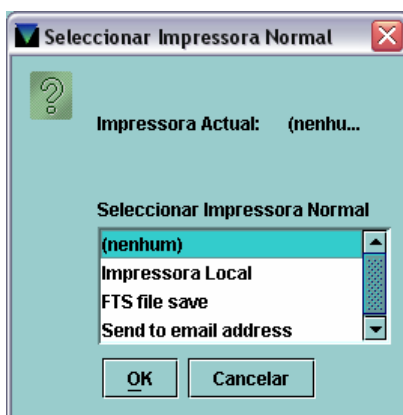 Seleccionar Impressora Normal
Impressora Actual: (nenhu...
Seleccionar Impressora Normal
(nenhum)
Impressora Local
FTS file save
Send to email address
OK Cancelar